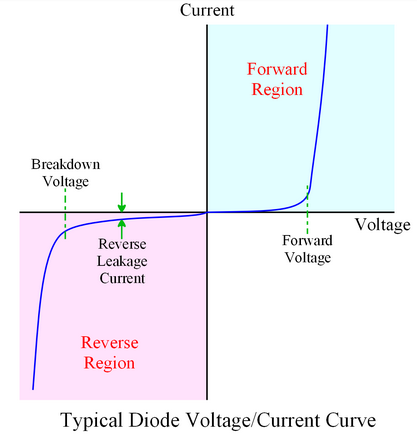 Current
Forward
Region
Breakdown
Voltage
Voltage
Reverse
Leakage
Current
Forward
Voltage
Reverse
Region
Typical Diode Voltage/Current Curve